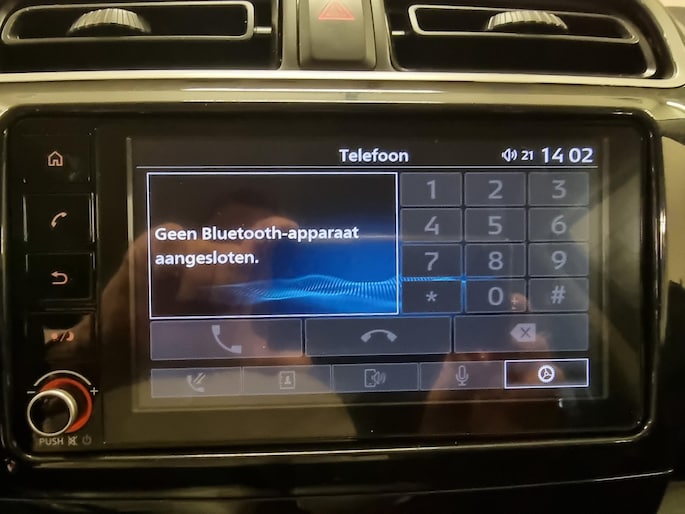 Telefoon 21 14 02
Geen Bluetooth-apparaat
aangesloten.
1 2 3
4 5 6
7 8 9
* 0 #
- +
PUSH